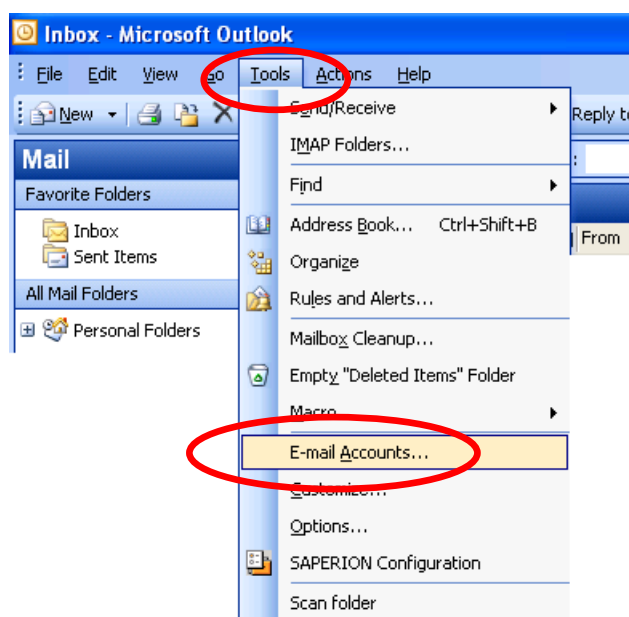 Inbox - Microsoft Outlook
File Edit View Go Tools Actions Help
New Reply to
Mail
Favorite Folders
Inbox
Sent Items
All Mail Folders
Personal Folders
Send/Receive
IMAP Folders...
Find
Address Book... Ctrl+Shift+B
Organize
Rules and Alerts...
Mailbox Cleanup...
Empty "Deleted Items" Folder
Macro
E-mail Accounts...
Customize...
Options...
SAPERION Configuration
Scan folder
:
From